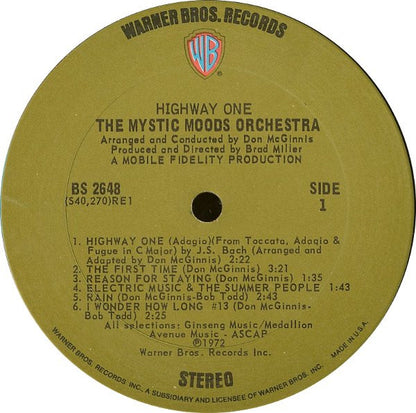 WARNER BROS. RECORDS
WB
HIGHWAY ONE
THE MYSTIC MOODS ORCHESTRA
Arranged and Conducted by Don McGinnis
Produced and Directed by Brad Miller
A MOBILE FIDELITY PRODUCTION
BS 2648
SIDE
(S40,270)RE1
1
1. HIGHWAY ONE (Adagio)(From Toccata, Adagio &
Fugue in C Major) by J.S. Bach (Arranged and
Adapted by Don McGinnis) 2:22
2. THE FIRST TIME (Don McGinnis) 3:21
3. REASON FOR STAYING (Don McGinnis) 1:35
4. ELECTRIC MUSIC & THE SUMMER PEOPLE 1:43
5. RAIN (Don McGinnis-Bob Todd) 2:43
6. I WONDER HOW LONG #13 (Don McGinnis-
Bob Todd) 2:25
All selections: Ginseng Music/Medallion
Avenue Music - ASCAP
℗1972
Warner Bros. Records Inc.
STEREO
WARNER BROS. RECORDS INC. A SUBSIDIARY AND LICENSEE OF WARNER BROS. INC.
MADE IN U.S.A.